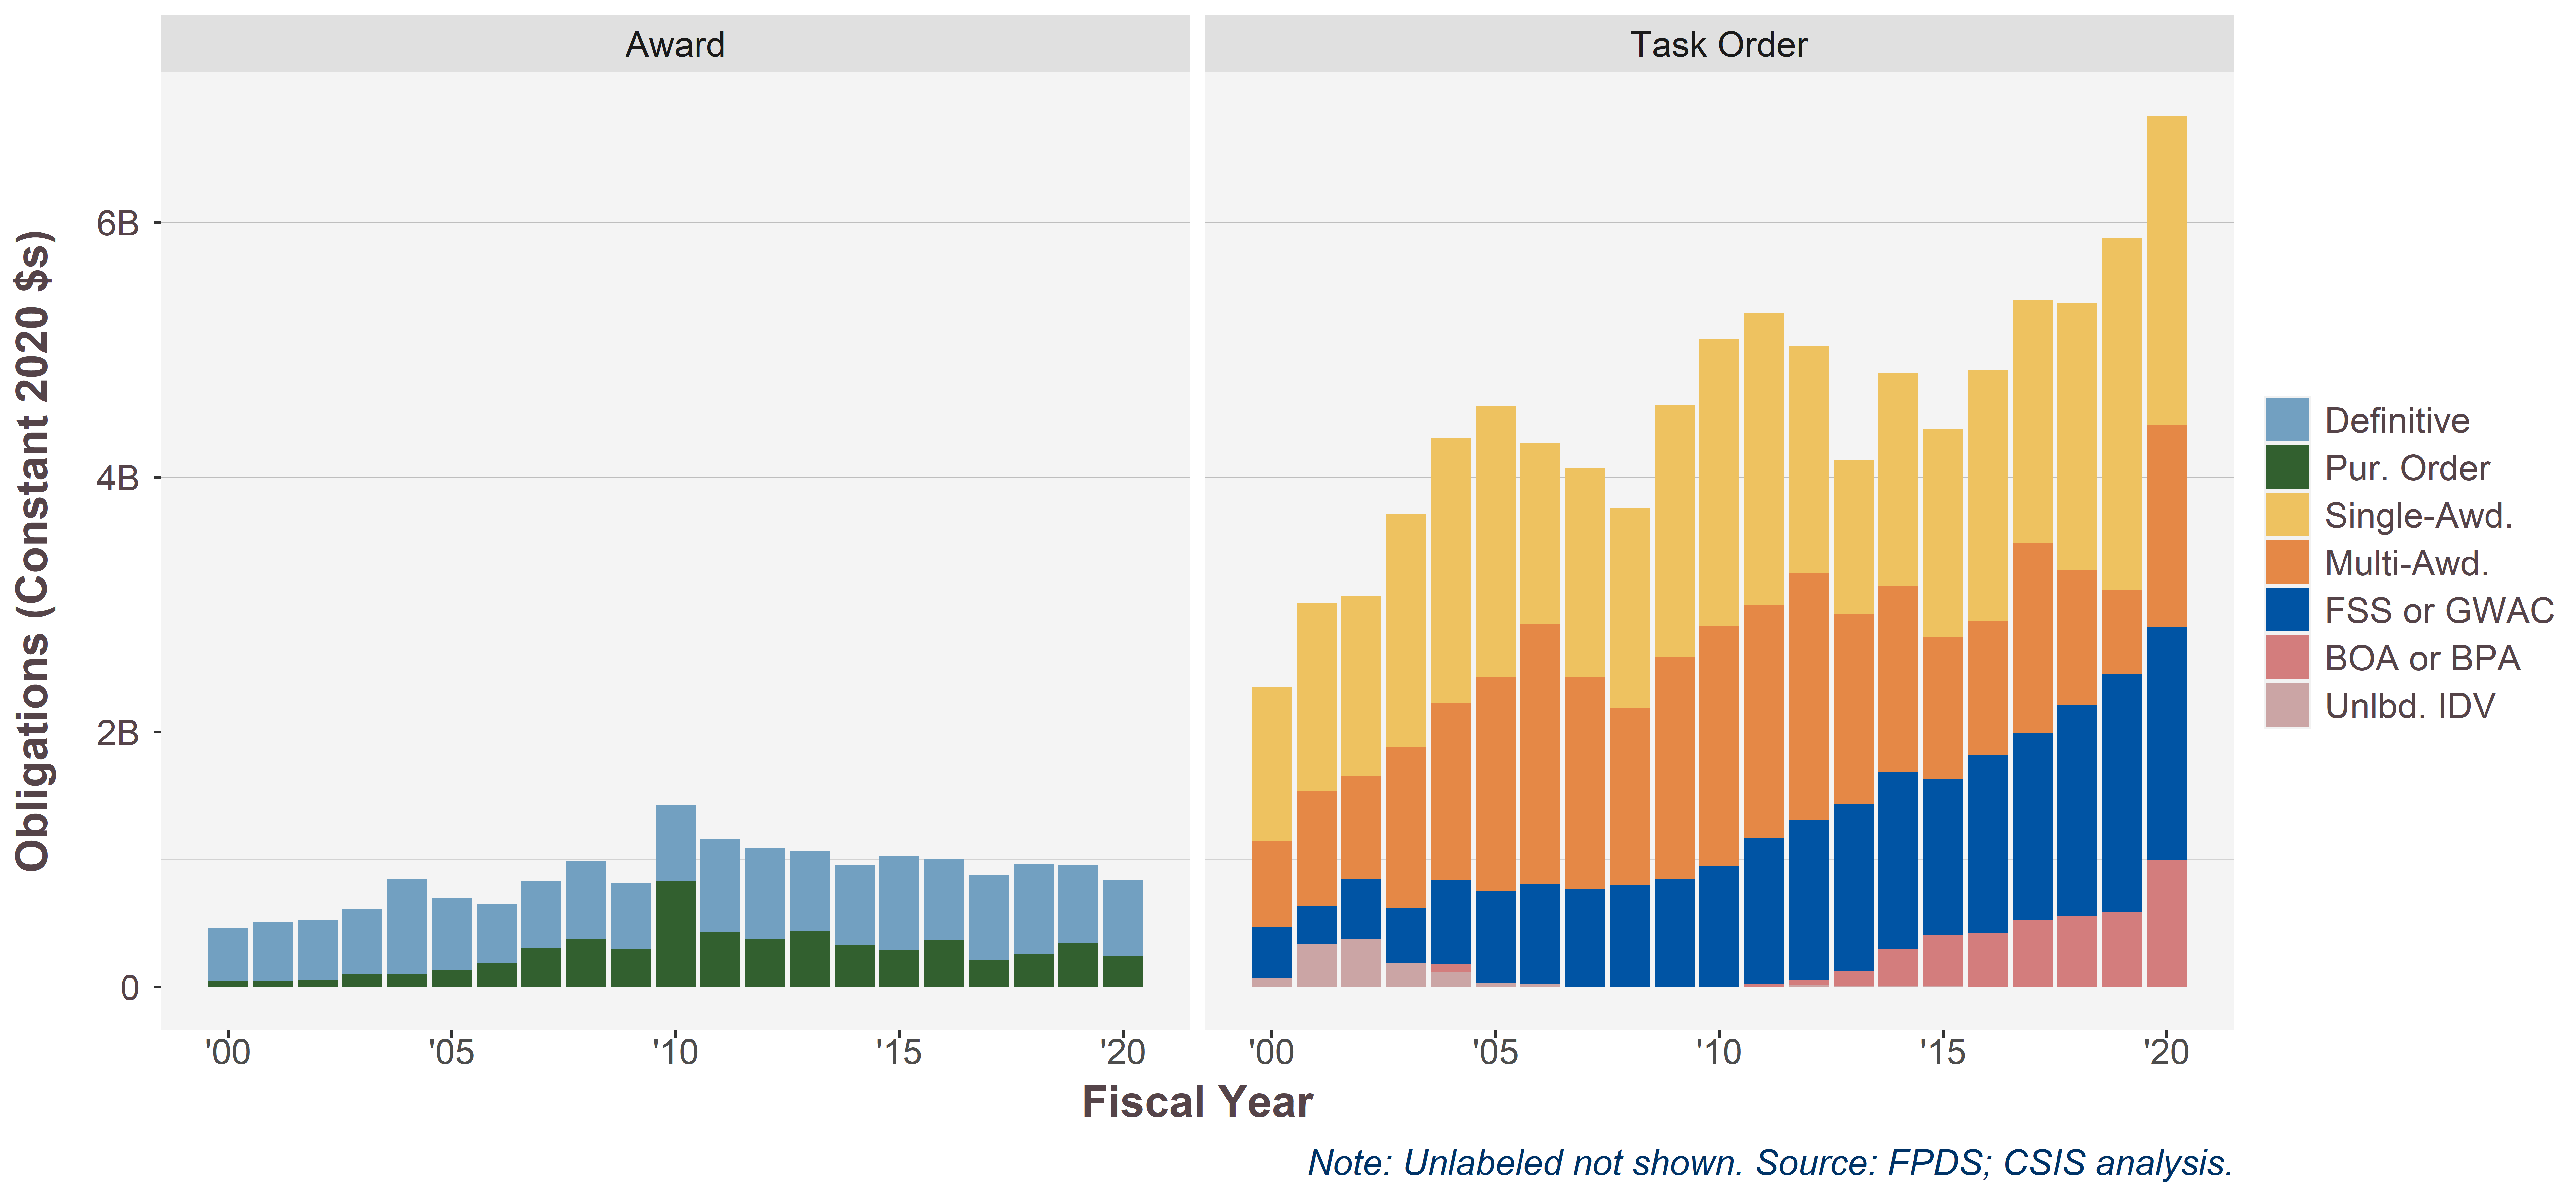 Award
Task Order
Obligations (Constant 2020 $s)
6B
4B
2B
0
'00 '05 '10 '15 '20
'00 '05 '10 '15 '20
Fiscal Year
Definitive
Pur. Order
Single-Awd.
Multi-Awd.
FSS or GWAC
BOA or BPA
Unlbd. IDV
Note: Unlabeled not shown. Source: FPDS; CSIS analysis.